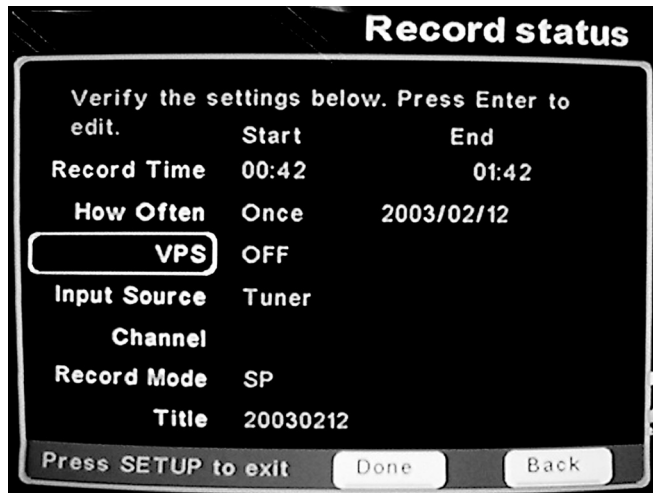 Record status
Verify the settings below. Press Enter to
edit.
Start End
Record Time 00:42 01:42
How Often Once 2003/02/12
VPS OFF
Input Source Tuner
Channel
Record Mode SP
Title 20030212
Press SETUP to exit Done Back